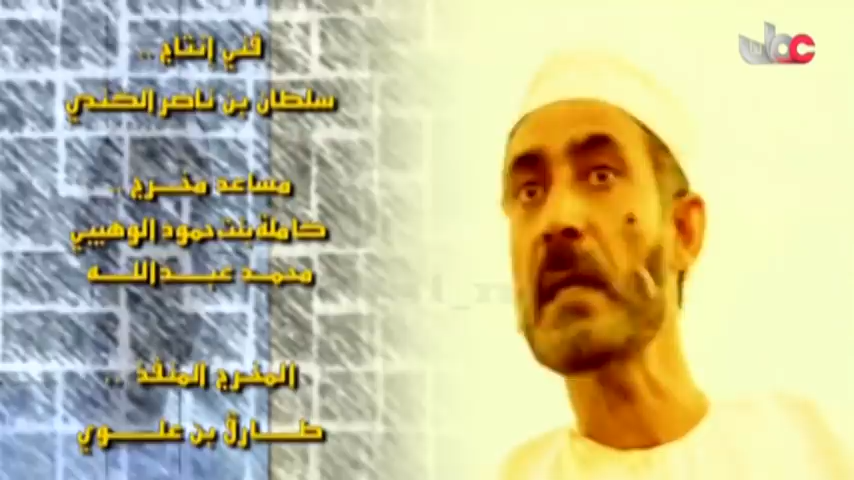 فني إنتاج ..
سلطان بن ناصر الكندي
مساعد مخرج ..
كاملة بنت حمود الوهيبي
محمد عبدالله
المخرج المنفذ ..
طارق بن علوي